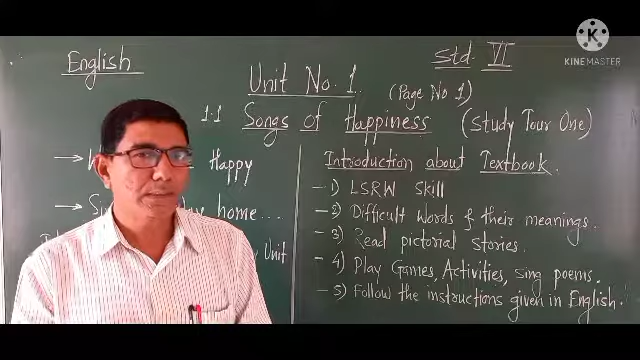 English
Std. VI
KINEMASTER
Unit No. 1.
(Page No 1)
1.1 Songs of Happiness (Study Tour One)
→ Happy
→ home...
Unit
Introduction about Textbook.
– 1) LSRW Skill
– 2) Difficult words & their meanings.
– 3) Read pictorial stories.
– 4) Play Games, Activities, sing poems.
– 5) Follow the instructions given in English.